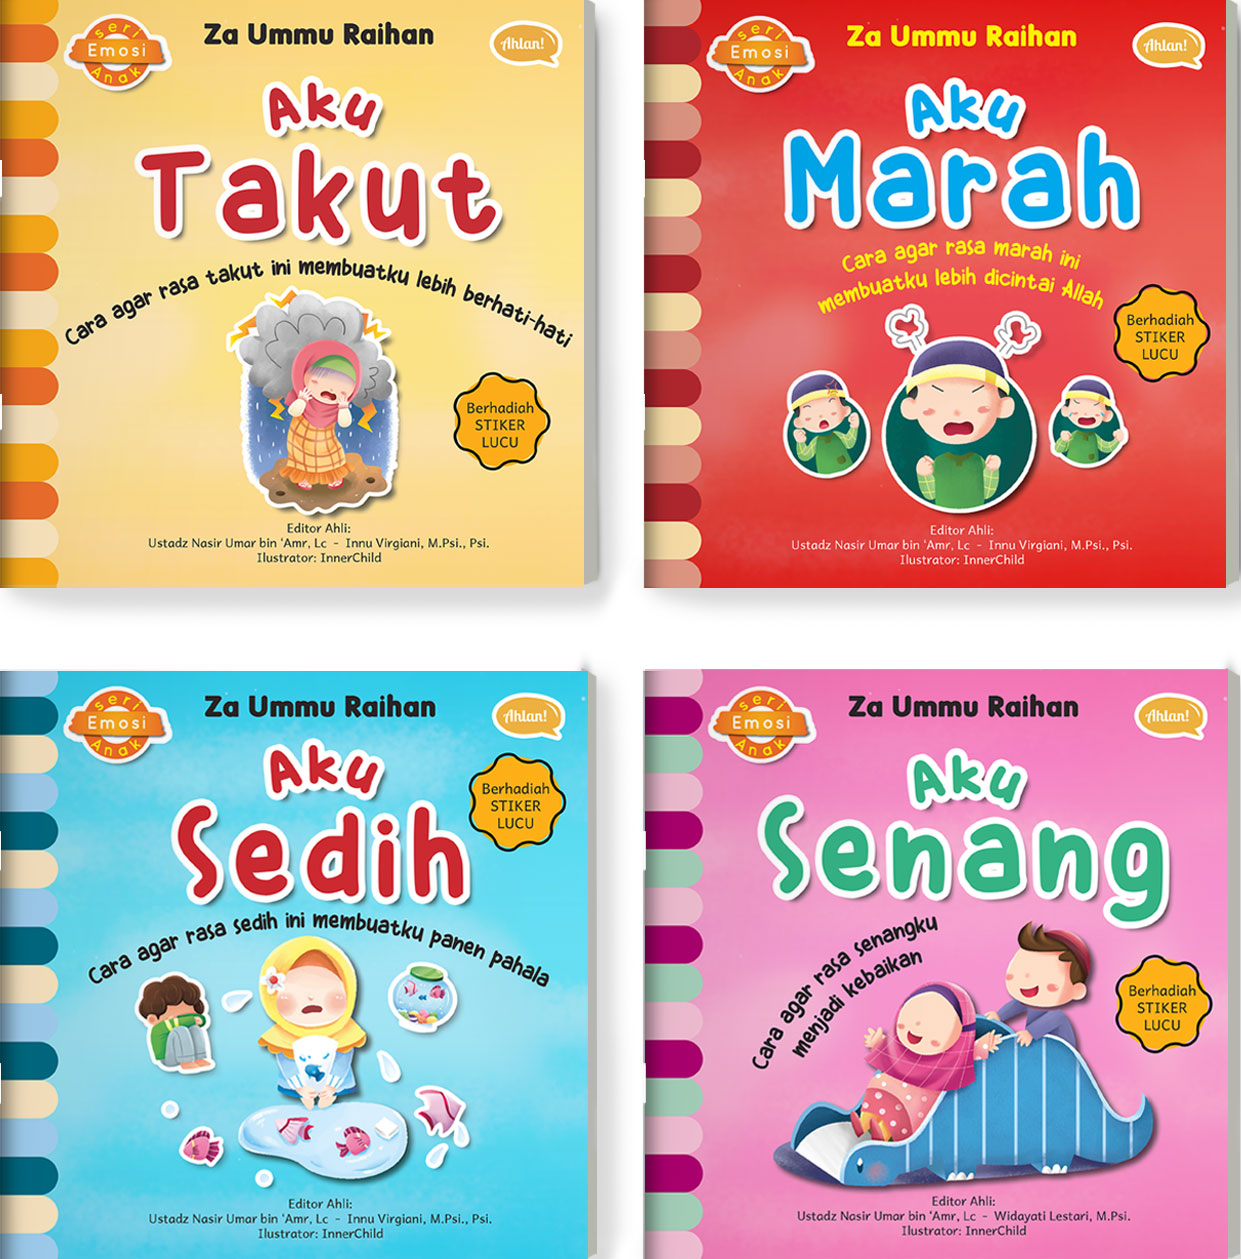 seri
Emosi
Anak
Za Ummu Raihan
Ahlan!
Aku
Takut
Cara agar rasa takut ini membuatku lebih berhati-hati
Berhadiah
STIKER
LUCU
Editor Ahli:
Ustadz Nasir Umar bin ‘Amr, Lc - Innu Virgiani, M.Psi., Psi.
Ilustrator: InnerChild
seri
Emosi
Anak
Za Ummu Raihan
Ahlan!
Aku
Marah
Cara agar rasa marah ini
membuatku lebih dicintai Allah
Berhadiah
STIKER
LUCU
Editor Ahli:
Ustadz Nasir Umar bin ‘Amr, Lc - Innu Virgiani, M.Psi., Psi.
Ilustrator: InnerChild
seri
Emosi
Anak
Za Ummu Raihan
Ahlan!
Aku
Sedih
Berhadiah
STIKER
LUCU
Cara agar rasa sedih ini membuatku panen pahala
Editor Ahli:
Ustadz Nasir Umar bin ‘Amr, Lc - Innu Virgiani, M.Psi., Psi.
Ilustrator: InnerChild
seri
Emosi
Anak
Za Ummu Raihan
Ahlan!
Aku
Senang
Cara agar rasa senangku
menjadi kebaikan
Berhadiah
STIKER
LUCU
Editor Ahli:
Ustadz Nasir Umar bin ‘Amr, Lc - Widayati Lestari, M.Psi.
Ilustrator: InnerChild